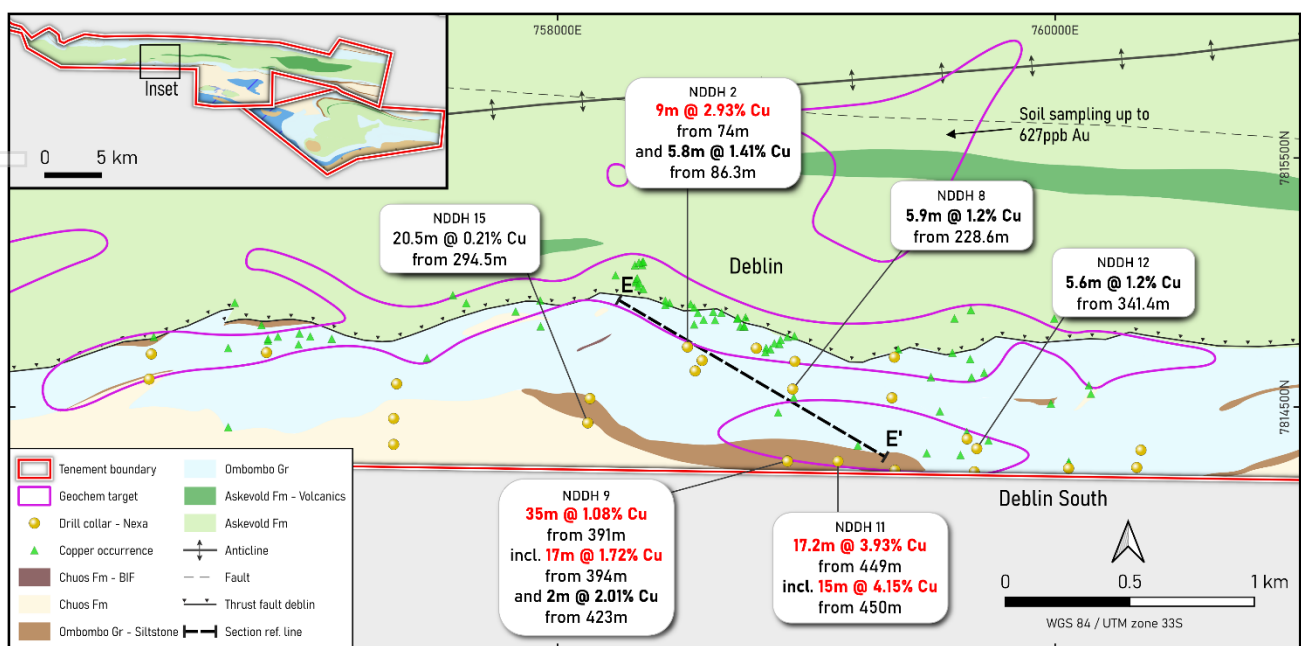 758000E
760000E
Inset
0
5 km
NDDH 2
9m @ 2.93% Cu
from 74m
and 5.8m @ 1.41% Cu
from 86.3m
Soil sampling up to
627ppb Au
7815500N
NDDH 8
5.9m @ 1.2% Cu
from 228.6m
NDDH 15
20.5m @ 0.21% Cu
from 294.5m
Deblin
NDDH 12
5.6m @ 1.2% Cu
from 341.4m
E
7814500N
E'
Tenement boundary
Geochem target
Drill collar - Nexa
Copper occurrence
Chuos Fm - BIF
Chuos Fm
Ombombo Gr - Siltstone
Ombombo Gr
Askevold Fm - Volcanics
Askevold Fm
Anticline
Fault
Thrust fault deblin
Section ref. line
NDDH 9
35m @ 1.08% Cu
from 391m
incl. 17m @ 1.72% Cu
from 394m
and 2m @ 2.01% Cu
from 423m
NDDH 11
17.2m @ 3.93% Cu
from 449m
incl. 15m @ 4.15% Cu
from 450m
Deblin South
0
0.5
1 km
WGS 84 / UTM zone 33S